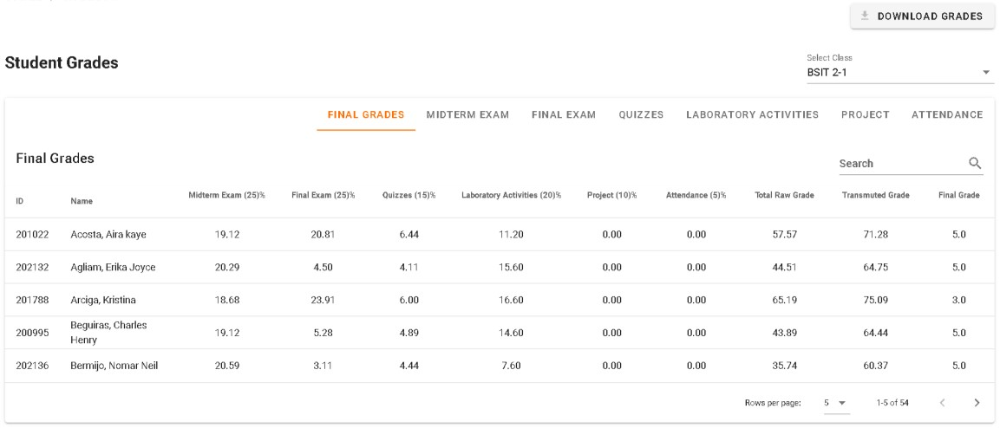 DOWNLOAD GRADES
Student Grades
Select Class
BSIT 2-1
FINAL GRADES MIDTERM EXAM FINAL EXAM QUIZZES LABORATORY ACTIVITIES PROJECT ATTENDANCE
Final Grades
Search
ID Name Midterm Exam (25)% Final Exam (25)% Quizzes (15)% Laboratory Activities (20)% Project (10)% Attendance (5)% Total Raw Grade Transmuted Grade Final Grade
201022 Acosta, Aira kaye 19.12 20.81 6.44 11.20 0.00 0.00 57.57 71.28 5.0
202132 Agliam, Erika Joyce 20.29 4.50 4.11 15.60 0.00 0.00 44.51 64.75 5.0
201788 Arciga, Kristina 18.68 23.91 6.00 16.60 0.00 0.00 65.19 75.09 3.0
200995 Beguiras, Charles Henry 19.12 5.28 4.89 14.60 0.00 0.00 43.89 64.44 5.0
202136 Bermijo, Nomar Neil 20.59 3.11 4.44 7.60 0.00 0.00 35.74 60.37 5.0
Rows per page: 5 1-5 of 54